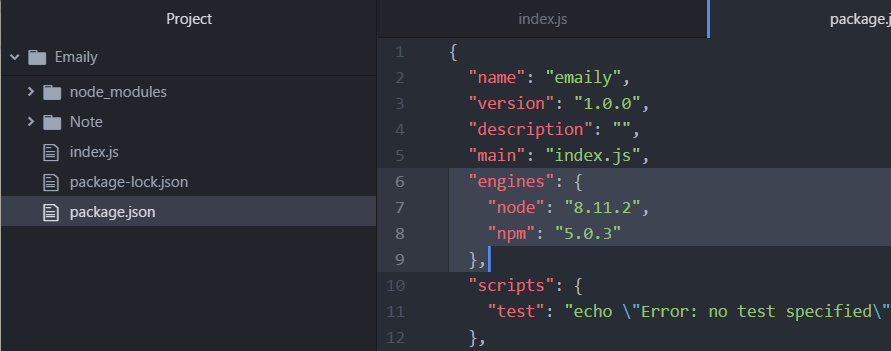 Project
Emaily
node_modules
Note
index.js
package-lock.json
package.json
index.js
1 {
2 "name": "emaily",
3 "version": "1.0.0",
4 "description": "",
5 "main": "index.js",
6 "engines": {
7 "node": "8.11.2",
8 "npm": "5.0.3"
9 },
10 "scripts": {
11 "test": "echo \"Error: no test specified\"
12 },